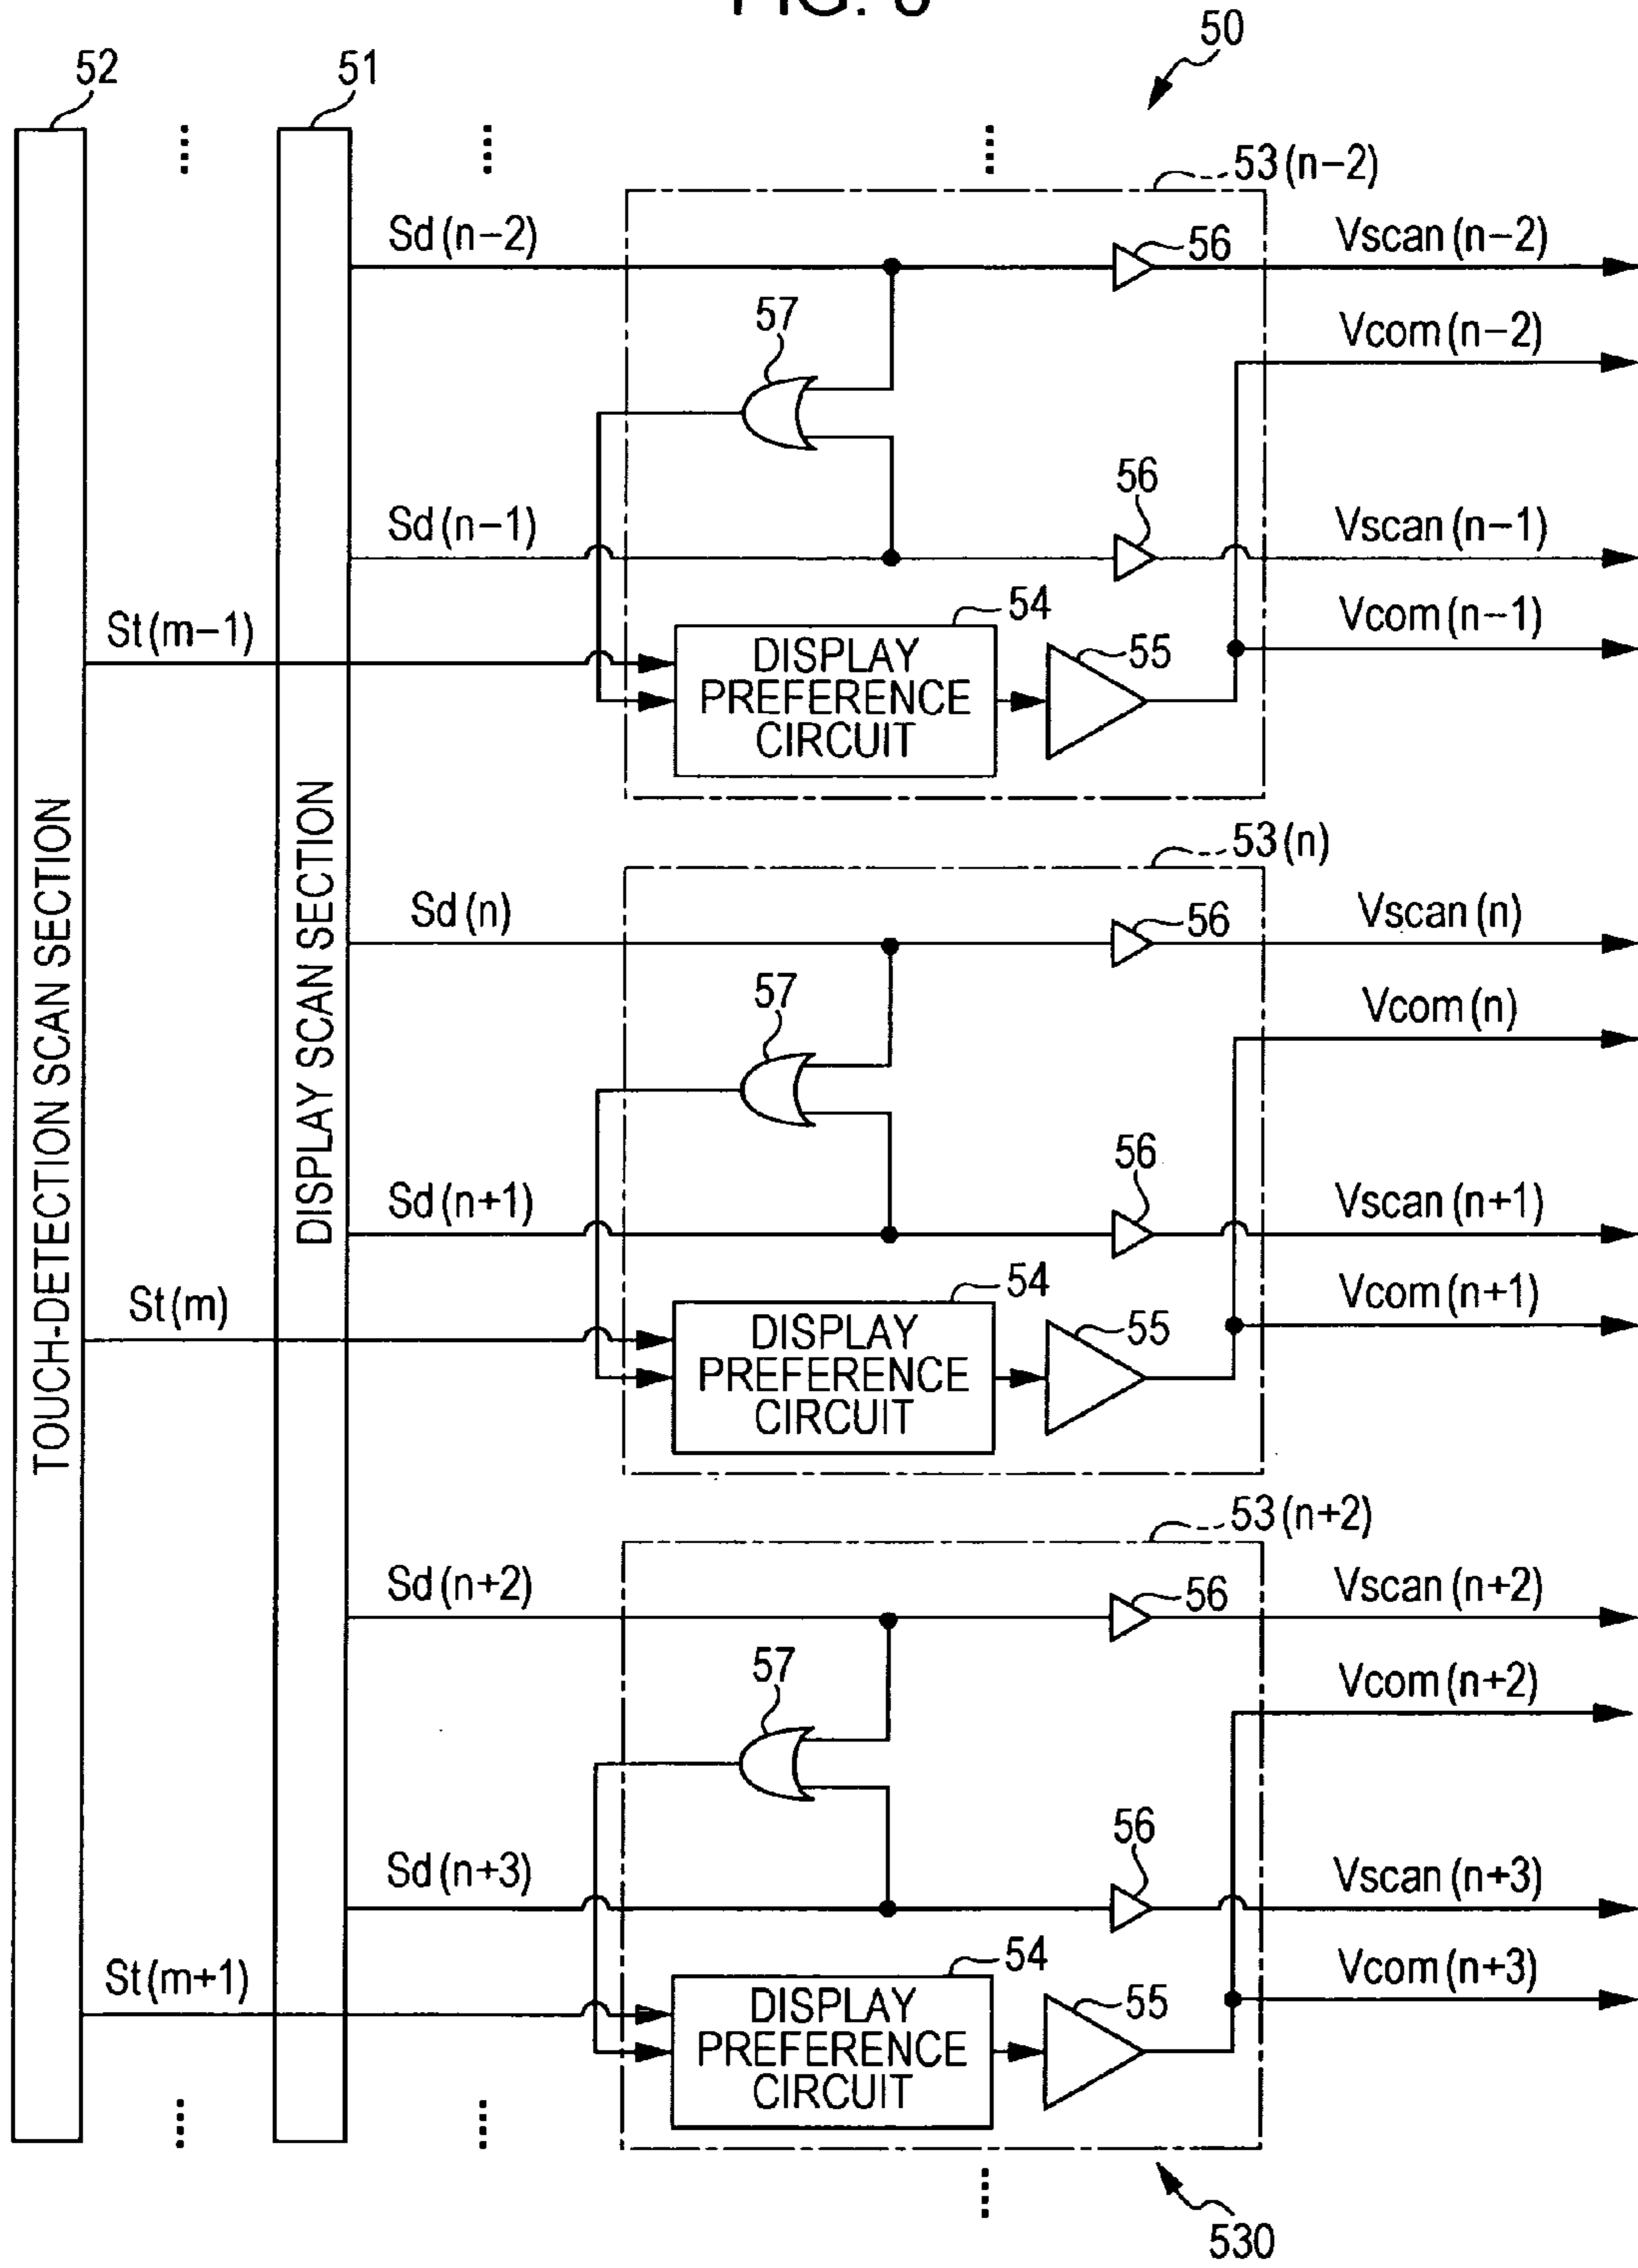 50
52
51
53(n-2)
Sd(n-2)
56
Vscan(n-2)
57
Vcom(n-2)
56
Sd(n-1)
Vscan(n-1)
54
St(m-1)
Vcom(n-1)
DISPLAY
PREFERENCE
CIRCUIT
55
TOUCH-DETECTION SCAN SECTION
DISPLAY SCAN SECTION
53(n)
Sd(n)
56
Vscan(n)
57
Vcom(n)
56
Sd(n+1)
Vscan(n+1)
54
St(m)
Vcom(n+1)
DISPLAY
PREFERENCE
CIRCUIT
55
53(n+2)
Sd(n+2)
56
Vscan(n+2)
57
Vcom(n+2)
56
Sd(n+3)
Vscan(n+3)
54
St(m+1)
Vcom(n+3)
DISPLAY
PREFERENCE
CIRCUIT
55
530